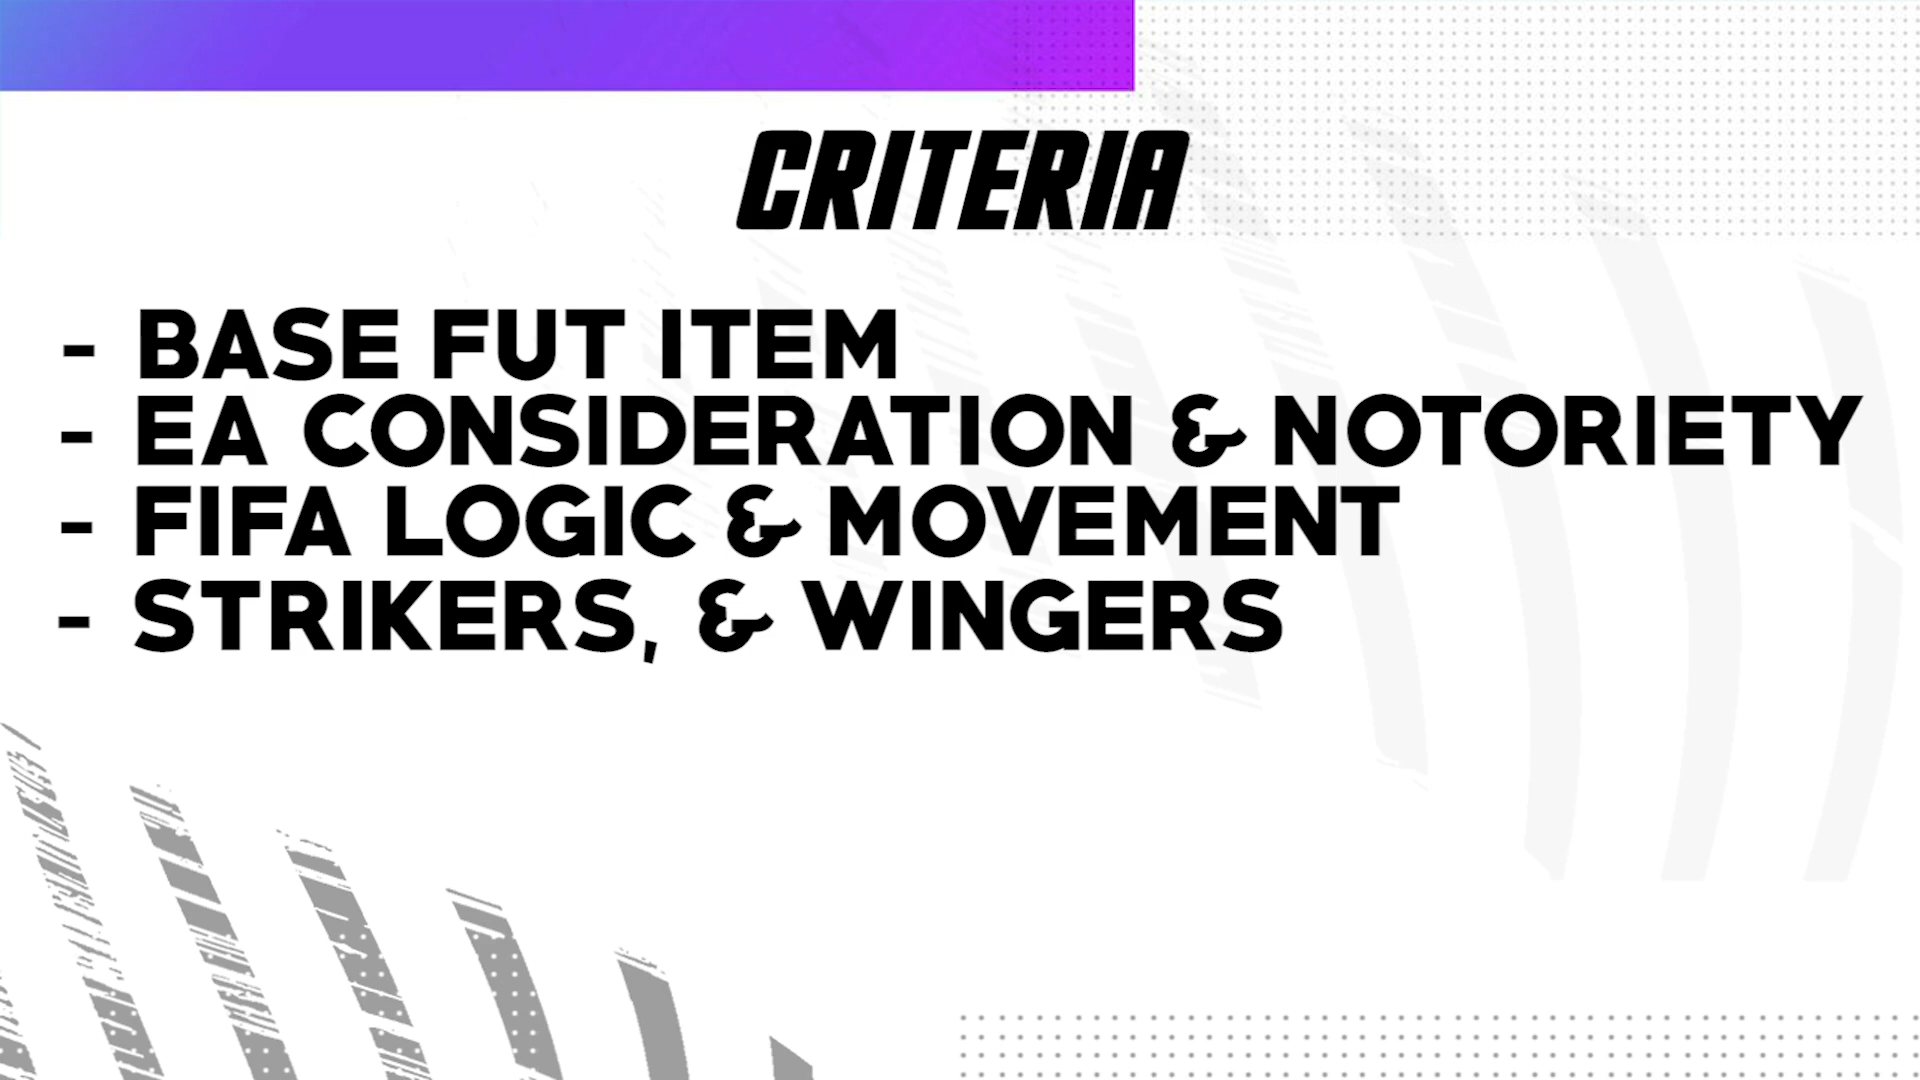 CRITERIA
- BASE FUT ITEM
- EA CONSIDERATION & NOTORIETY
- FIFA LOGIC & MOVEMENT
- STRIKERS, & WINGERS